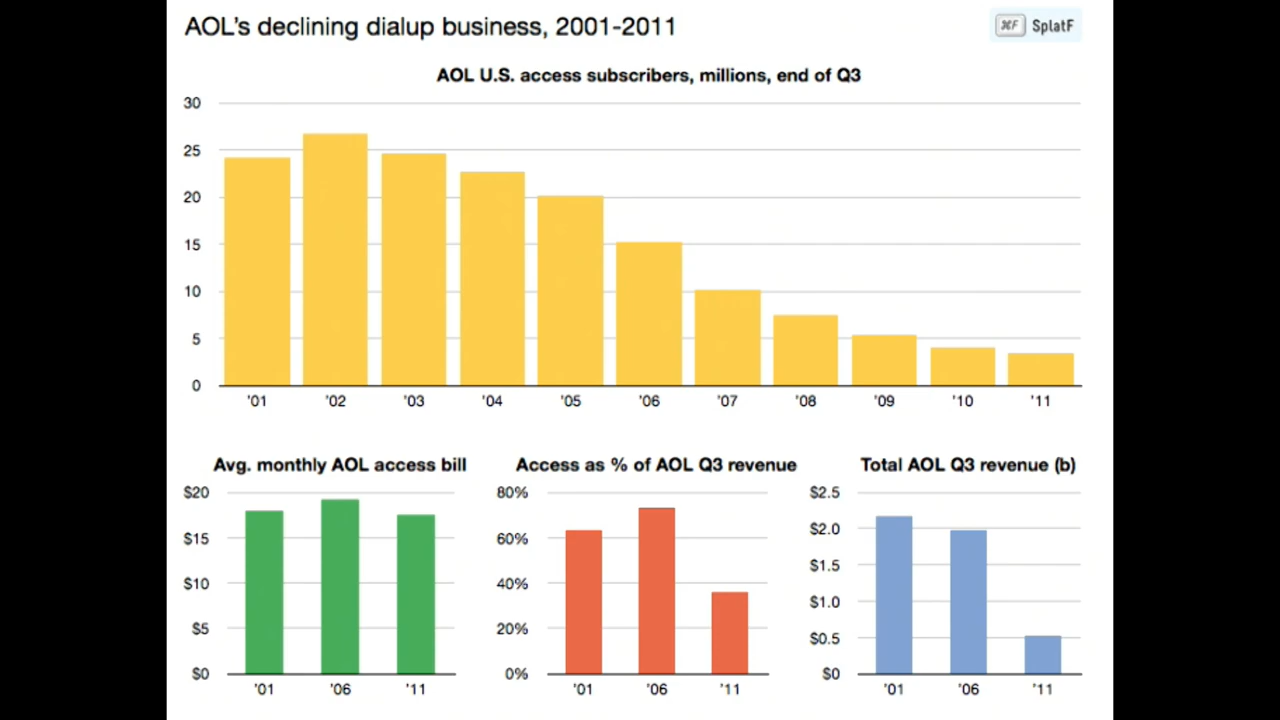 AOL's declining dialup business, 2001-2011
⌘F SplatF
AOL U.S. access subscribers, millions, end of Q3
30
25
20
15
10
5
0
'01 '02 '03 '04 '05 '06 '07 '08 '09 '10 '11
Avg. monthly AOL access bill
$20
$15
$10
$5
$0
'01 '06 '11
Access as % of AOL Q3 revenue
80%
60%
40%
20%
0%
'01 '06 '11
Total AOL Q3 revenue (b)
$2.5
$2.0
$1.5
$1.0
$0.5
$0
'01 '06 '11